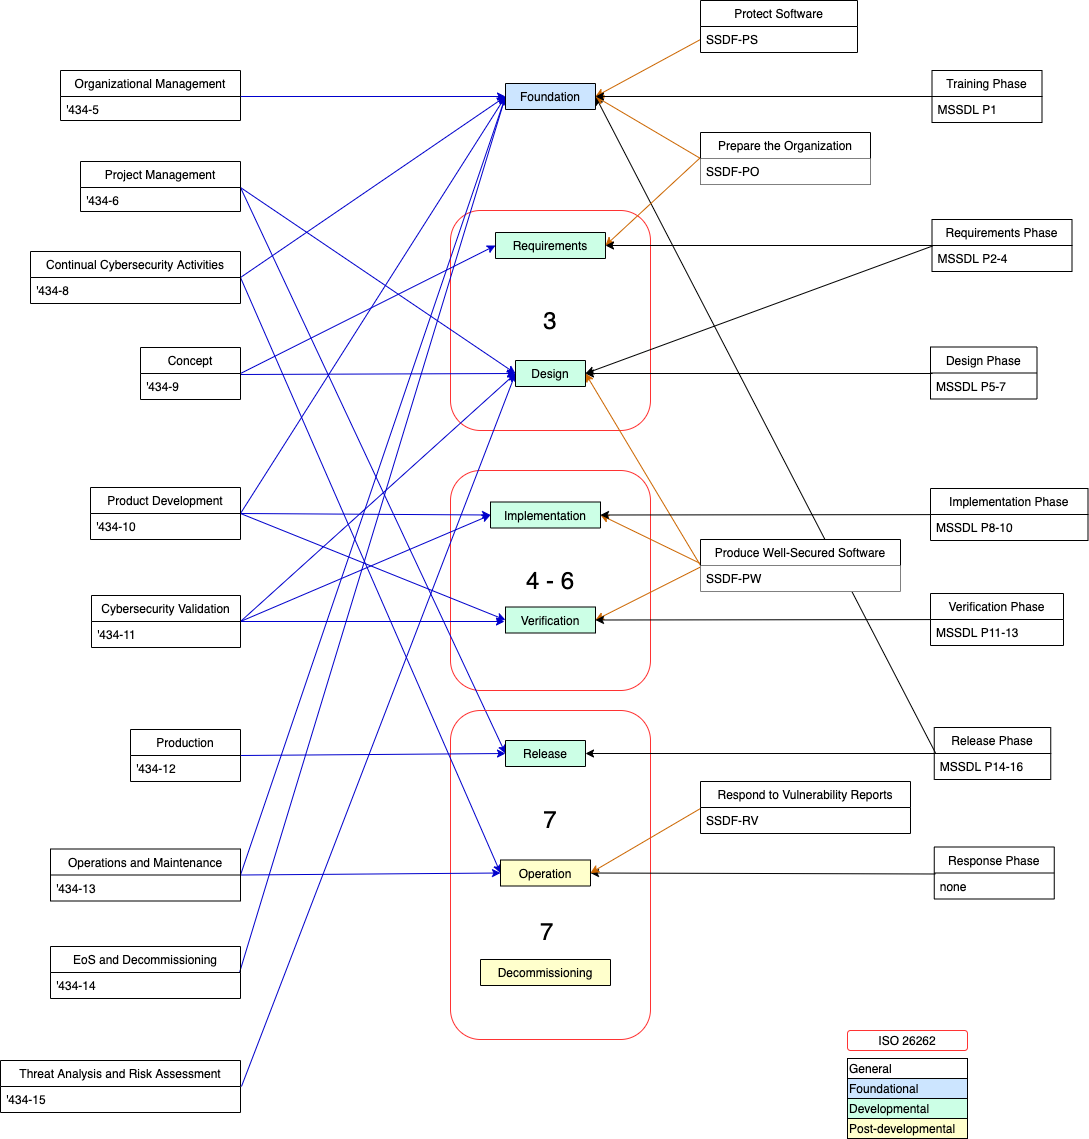 Protect Software
SSDF-PS
Organizational Management
'434-5
Foundation
Training Phase
MSSDL P1
Prepare the Organization
SSDF-PO
Project Management
'434-6
Requirements
Requirements Phase
MSSDL P2-4
Continual Cybersecurity Activities
'434-8
3
Concept
'434-9
Design
Design Phase
MSSDL P5-7
Product Development
'434-10
Implementation
Implementation Phase
MSSDL P8-10
Produce Well-Secured Software
SSDF-PW
4 - 6
Cybersecurity Validation
'434-11
Verification
Verification Phase
MSSDL P11-13
Production
'434-12
Release
Release Phase
MSSDL P14-16
Respond to Vulnerability Reports
SSDF-RV
7
Operations and Maintenance
'434-13
Operation
Response Phase
none
7
EoS and Decommissioning
'434-14
Decommissioning
Threat Analysis and Risk Assessment
'434-15
ISO 26262
General
Foundational
Developmental
Post-developmental